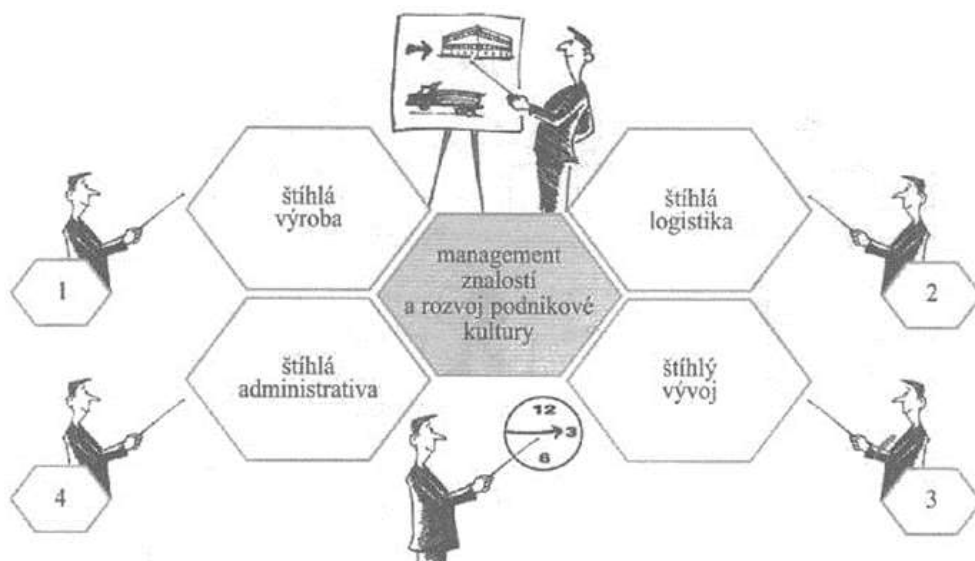 štíhlá
výroba
štíhlá
logistika
1
management
znalostí
a rozvoj podnikové
kultury
2
štíhlá
administrativa
štíhlý
vývoj
12
3
6
4
3